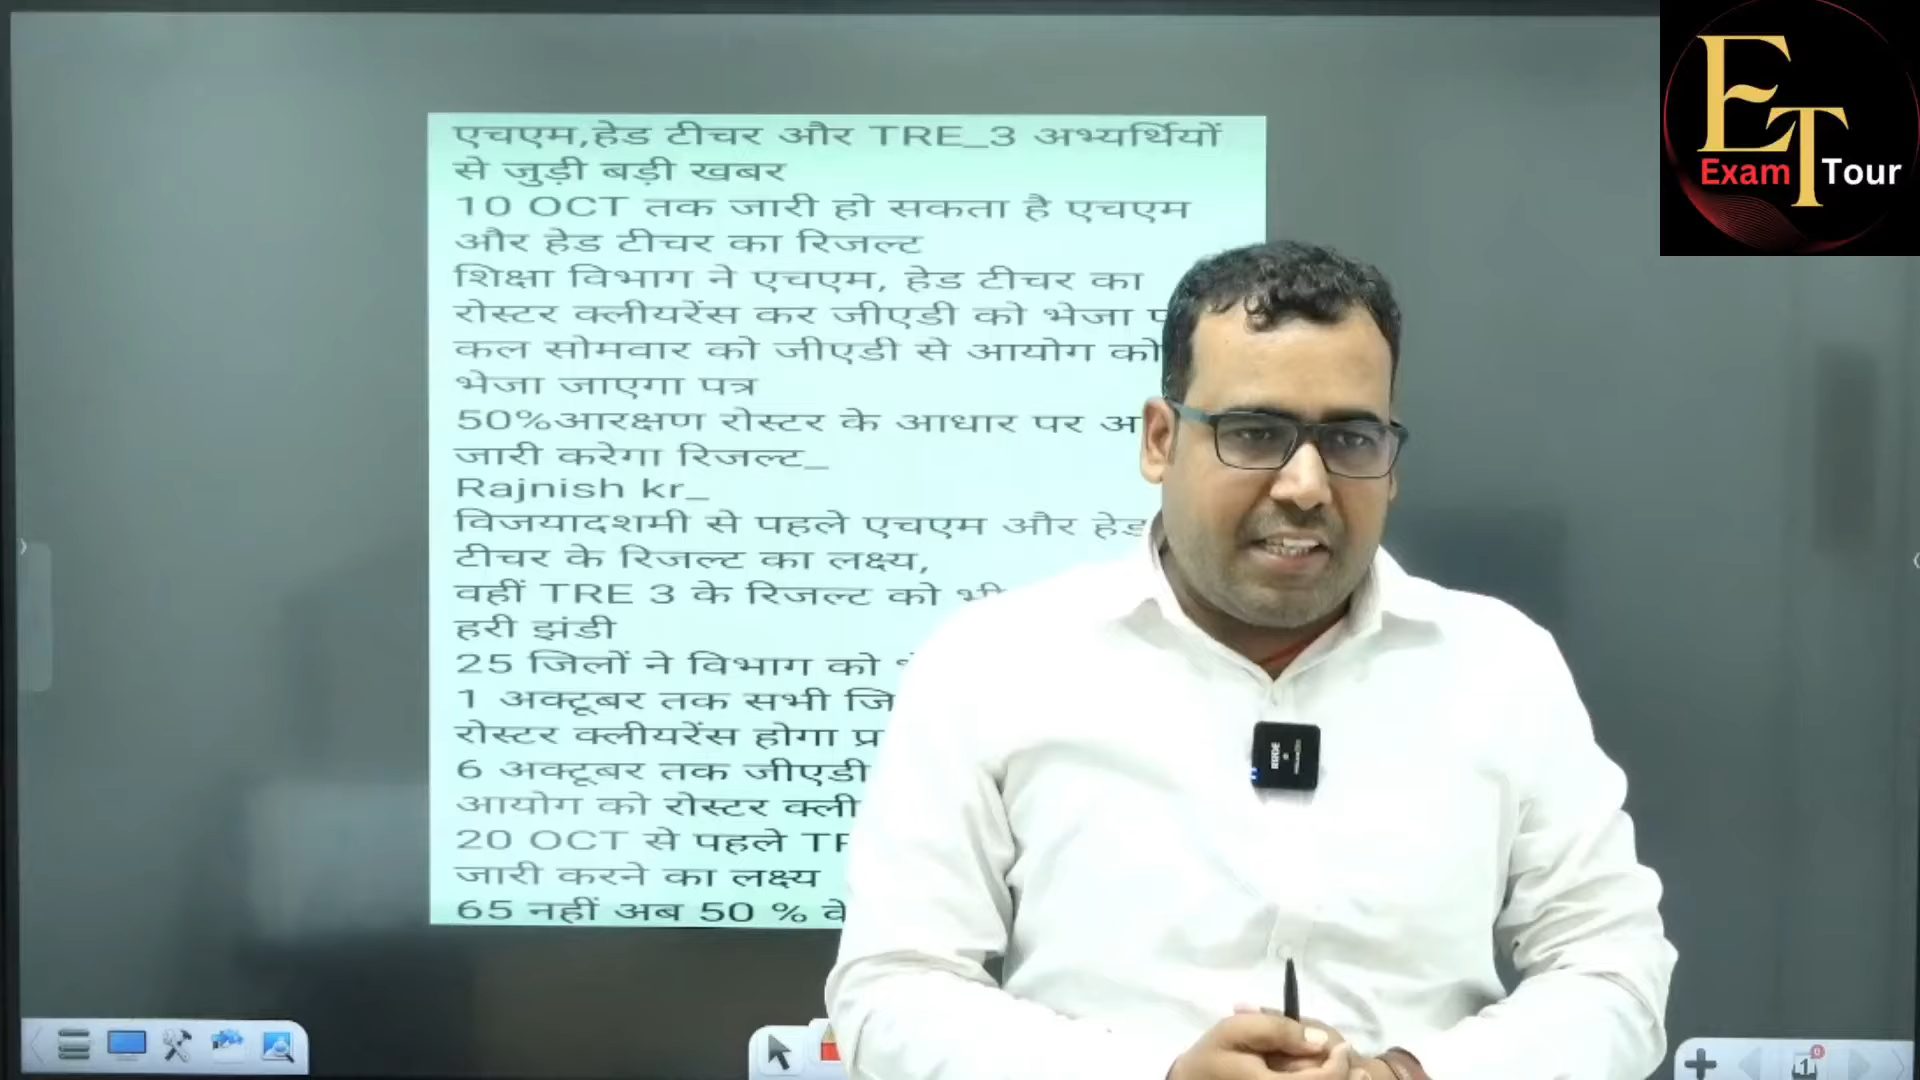 एचएम,हेड टीचर और TRE_3 अभ्यर्थियों
से जुड़ी बड़ी खबर
10 OCT तक जारी हो सकता है एचएम
और हेड टीचर का रिजल्ट
शिक्षा विभाग ने एचएम, हेड टीचर का
रोस्टर क्लीयरेंस कर जीएडी को भेजा
कल सोमवार को जीएडी से आयोग को
भेजा जाएगा पत्र
50%आरक्षण रोस्टर के आधार पर
जारी करेगा रिजल्ट_
Rajnish kr_
विजयादशमी से पहले एचएम और हेड
टीचर के रिजल्ट का लक्ष्य,
वहीं TRE 3 के रिजल्ट को भी
हरी झंडी
25 जिलों ने विभाग को
1 अक्टूबर तक सभी
रोस्टर क्लीयरेंस होगा
6 अक्टूबर तक जीएडी
आयोग को रोस्टर
20 OCT से पहले
जारी करने का लक्ष्य
65 नहीं अब 50 %
ET
Exam Tour
1
0